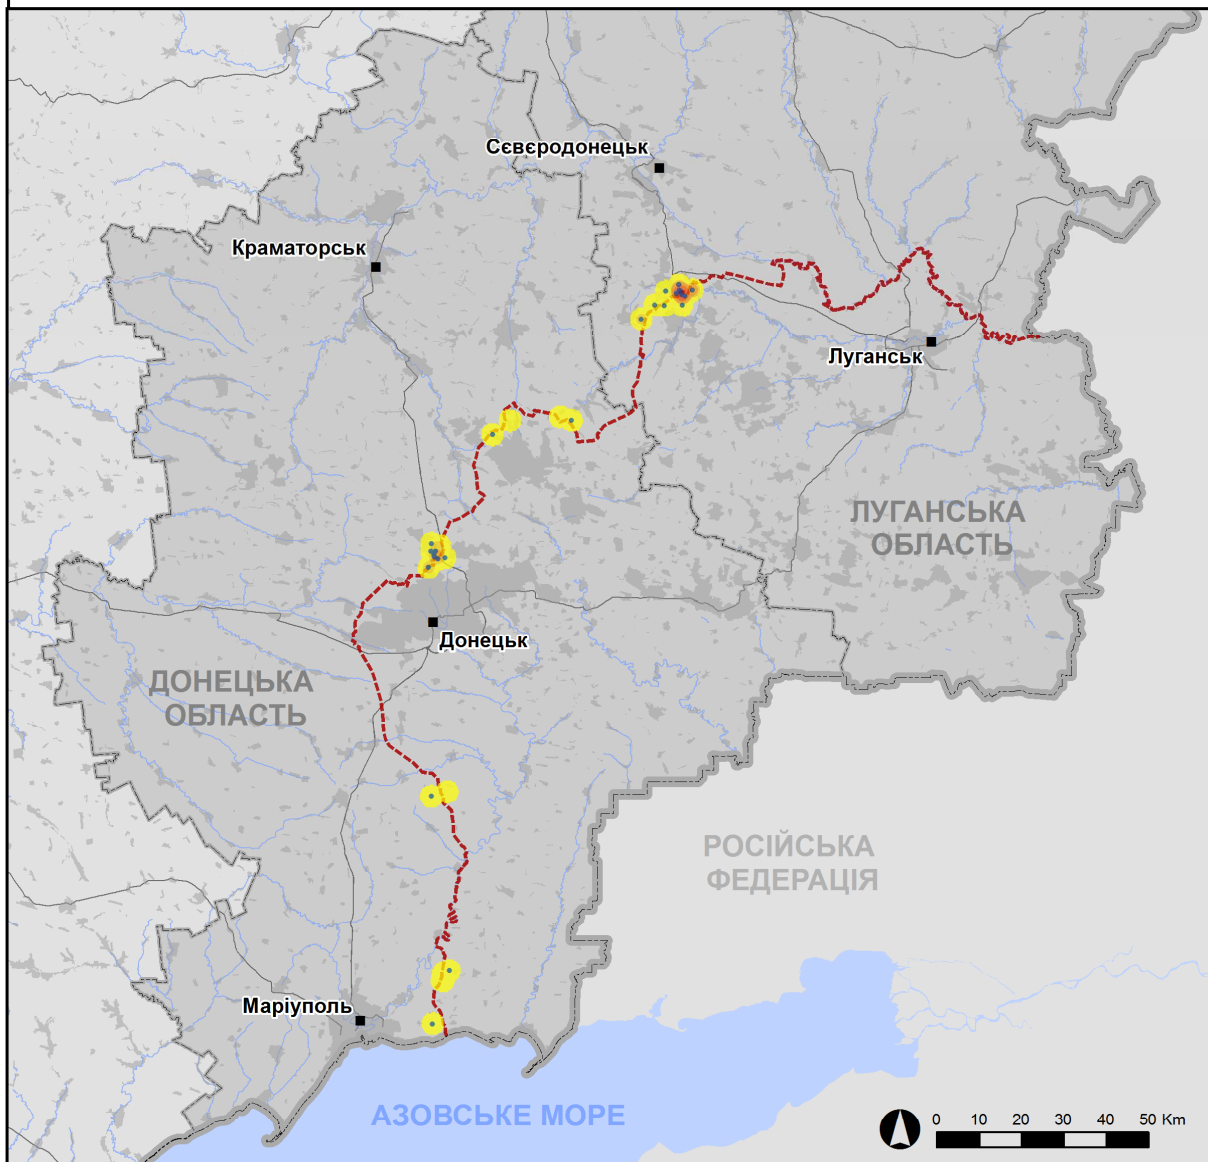 Сєвєродонецьк
Краматорськ
Луганськ
ЛУГАНСЬКА
ОБЛАСТЬ
Донецьк
ДОНЕЦЬКА
ОБЛАСТЬ
РОСІЙСЬКА
ФЕДЕРАЦІЯ
Маріуполь
АЗОВСЬКЕ МОРЕ
0 10 20 30 40 50 Km